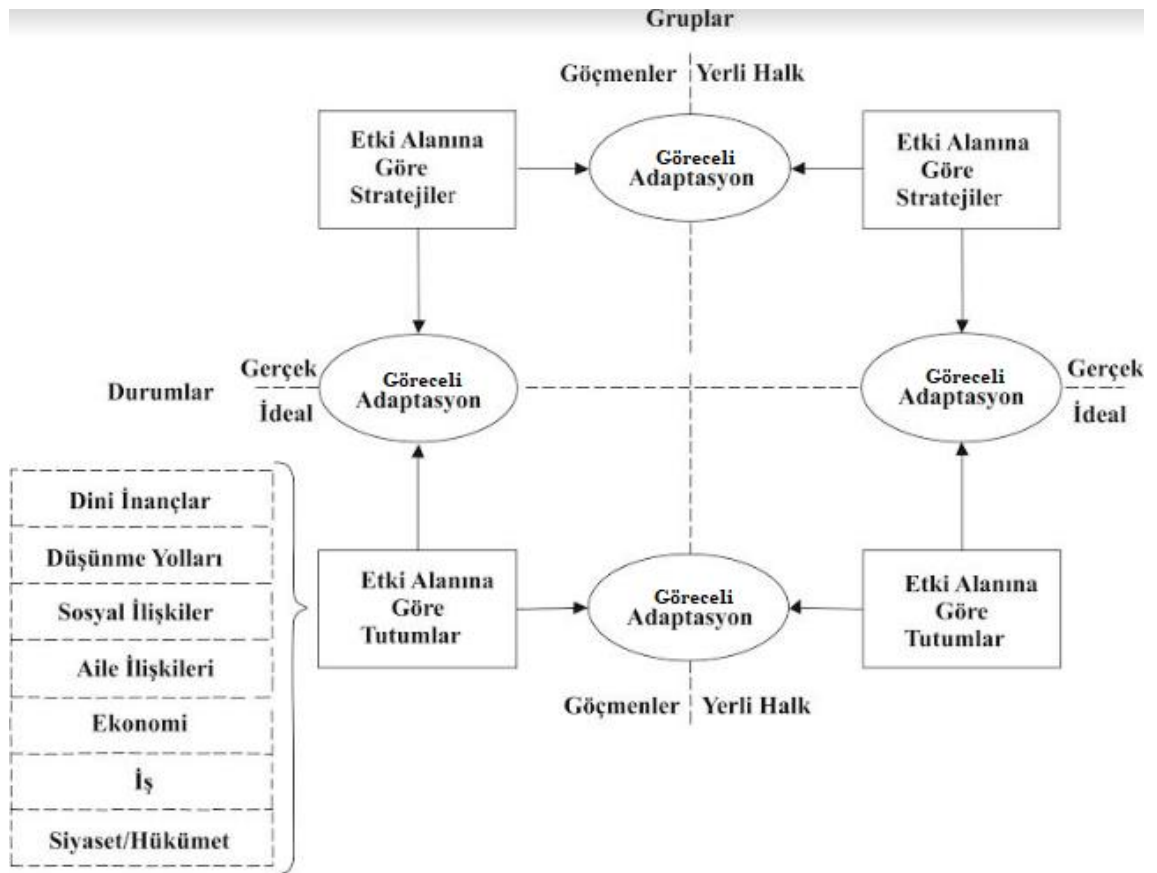 Gruplar
Göçmenler Yerli Halk
Etki Alanına
Göre
Stratejiler
Göreceli
Adaptasyon
Etki Alanına
Göre
Stratejiler
Durumlar
Gerçek
İdeal
Göreceli
Adaptasyon
Göreceli
Adaptasyon
Gerçek
İdeal
Dini İnançlar
Düşünme Yolları
Sosyal İlişkiler
Aile İlişkileri
Ekonomi
İş
Siyaset/Hükümet
Etki Alanına
Göre
Tutumlar
Göreceli
Adaptasyon
Etki Alanına
Göre
Tutumlar
Göçmenler Yerli Halk